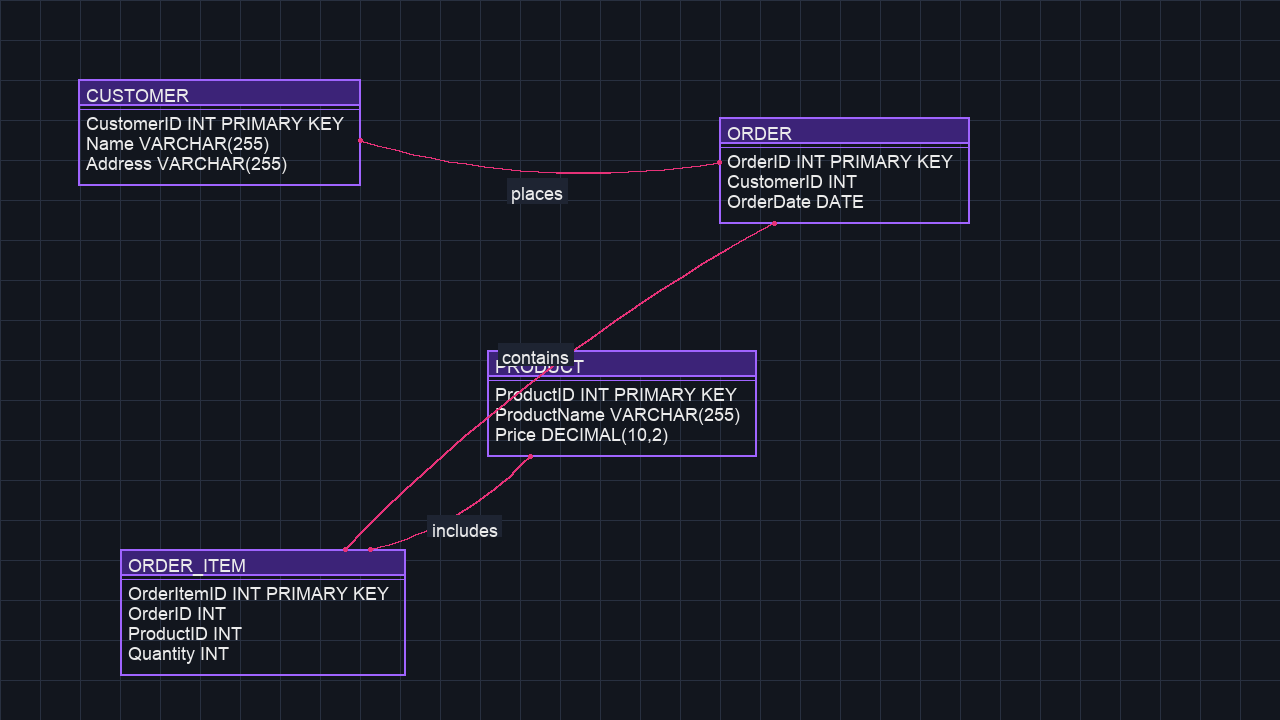 CUSTOMER
CustomerID INT PRIMARY KEY
Name VARCHAR(255)
Address VARCHAR(255)
places
ORDER
OrderID INT PRIMARY KEY
CustomerID INT
OrderDate DATE
contains
PRODUCT
ProductID INT PRIMARY KEY
ProductName VARCHAR(255)
Price DECIMAL(10,2)
includes
ORDER_ITEM
OrderItemID INT PRIMARY KEY
OrderID INT
ProductID INT
Quantity INT